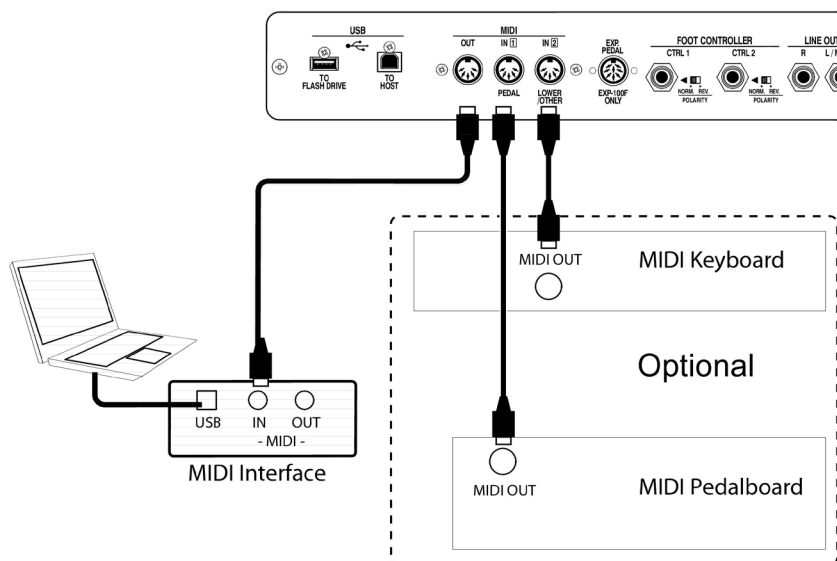 USB
MIDI
OUT
IN 1
IN 2
EXP.
PEDAL
FOOT CONTROLLER
CTRL 1
CTRL 2
LINE OUT
R
L / M
TO
FLASH DRIVE
TO
HOST
PEDAL
LOWER
/OTHER
EXP-100F
ONLY
NORM. REV.
POLARITY
NORM. REV.
POLARITY
MIDI OUT
MIDI Keyboard
Optional
USB
IN
OUT
- MIDI -
MIDI Interface
MIDI OUT
MIDI Pedalboard